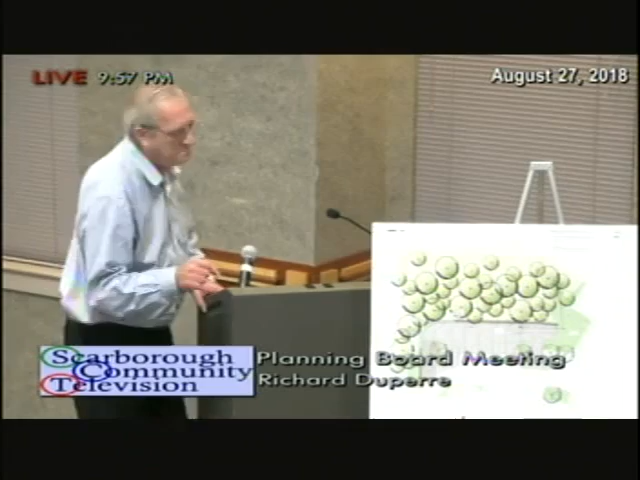 LIVE 9:57 PM
August 27, 2018
Scarborough
Community
Television
Planning Board Meeting
Richard Duperre